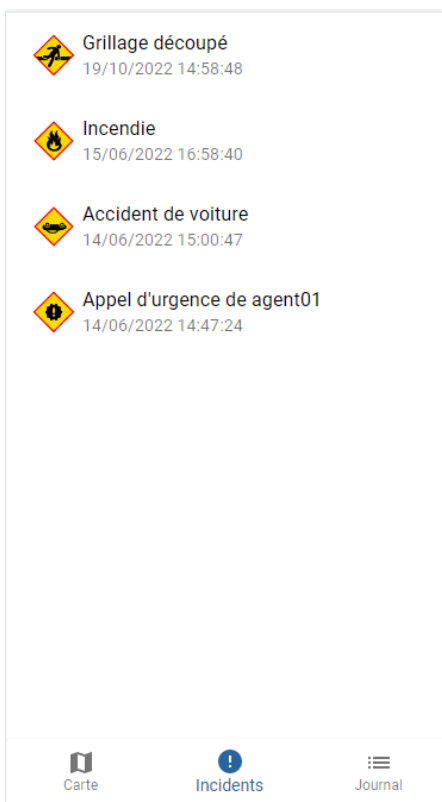 Grillage découpé
19/10/2022 14:58:48
Incendie
15/06/2022 16:58:40
Accident de voiture
14/06/2022 15:00:47
Appel d'urgence de agent01
14/06/2022 14:47:24
Carte
Incidents
Journal